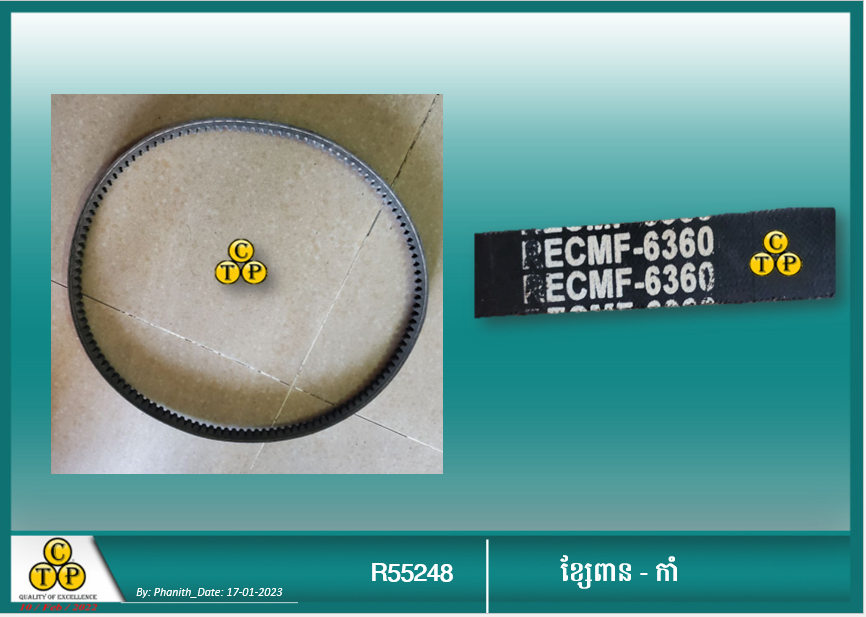 C
T P
RECMF-6360
RECMF-6360
C
T P
C
T P
QUALITY OF EXCELLENCE
By: Phanith_Date: 17-01-2023
R55248
ខ្សែពាន - កាំ